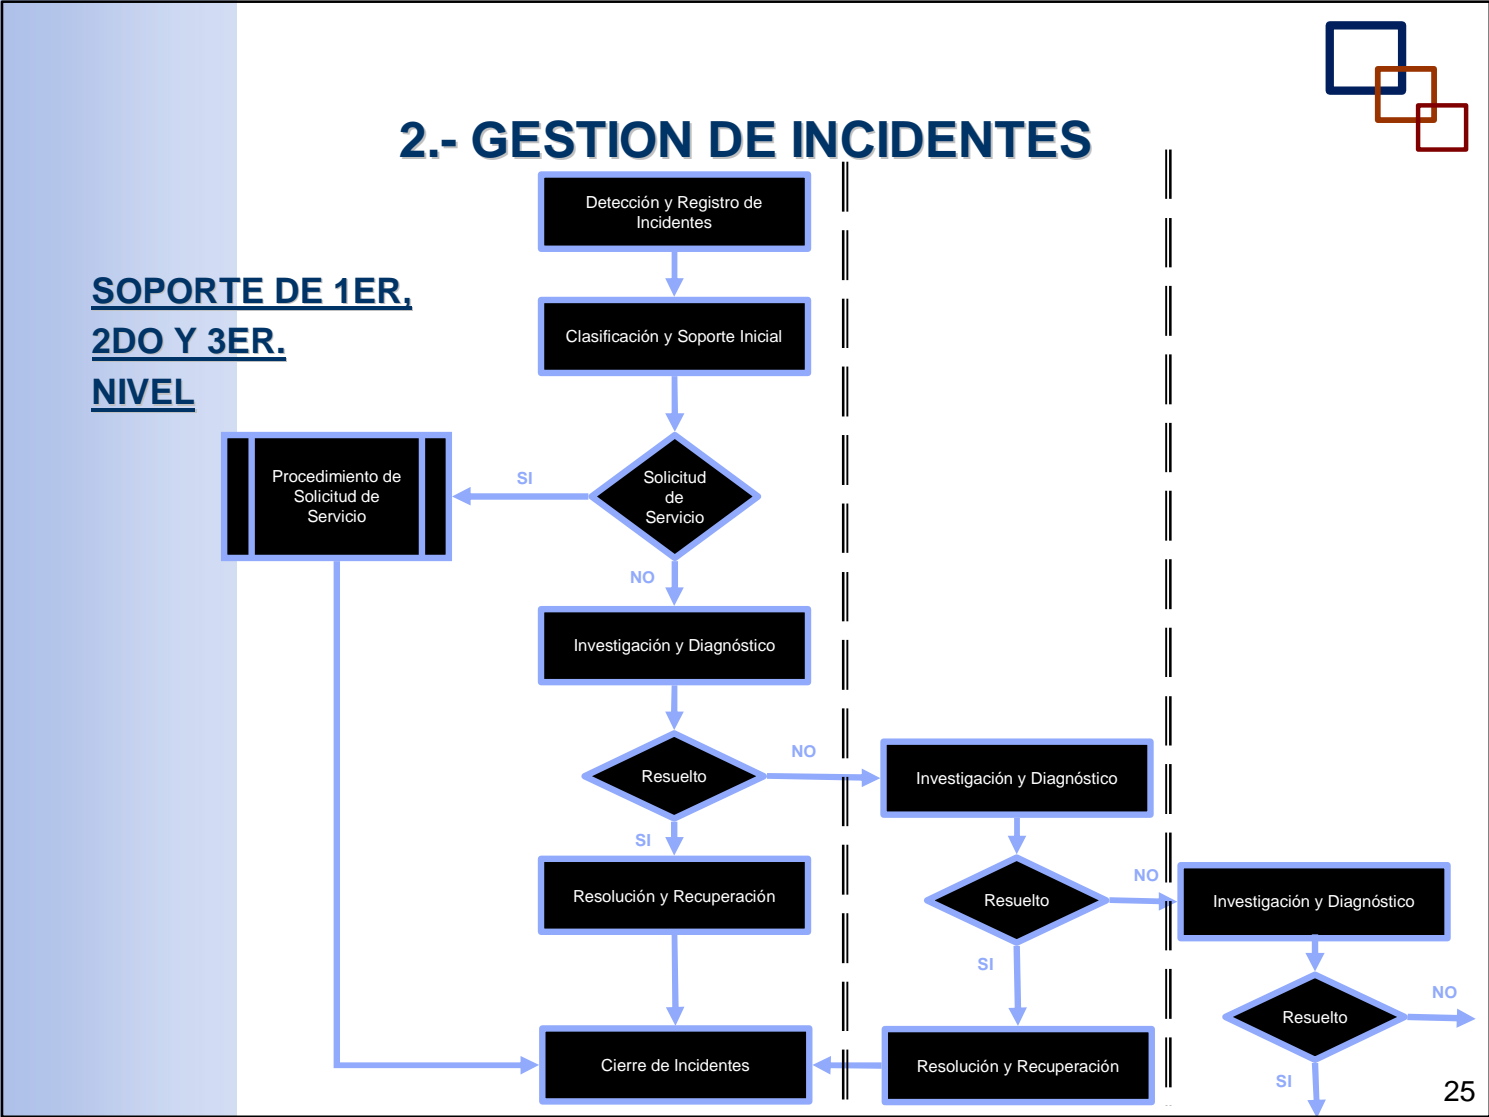 2.- GESTION DE INCIDENTES
SOPORTE DE 1ER,
2DO Y 3ER.
NIVEL
Detección y Registro de
Incidentes
Clasificación y Soporte Inicial
Solicitud
de
Servicio
SI
Procedimiento de
Solicitud de
Servicio
NO
Investigación y Diagnóstico
Resuelto
NO
SI
Resolución y Recuperación
Cierre de Incidentes
Investigación y Diagnóstico
Resuelto
NO
SI
Resolución y Recuperación
Investigación y Diagnóstico
Resuelto
NO
SI
25